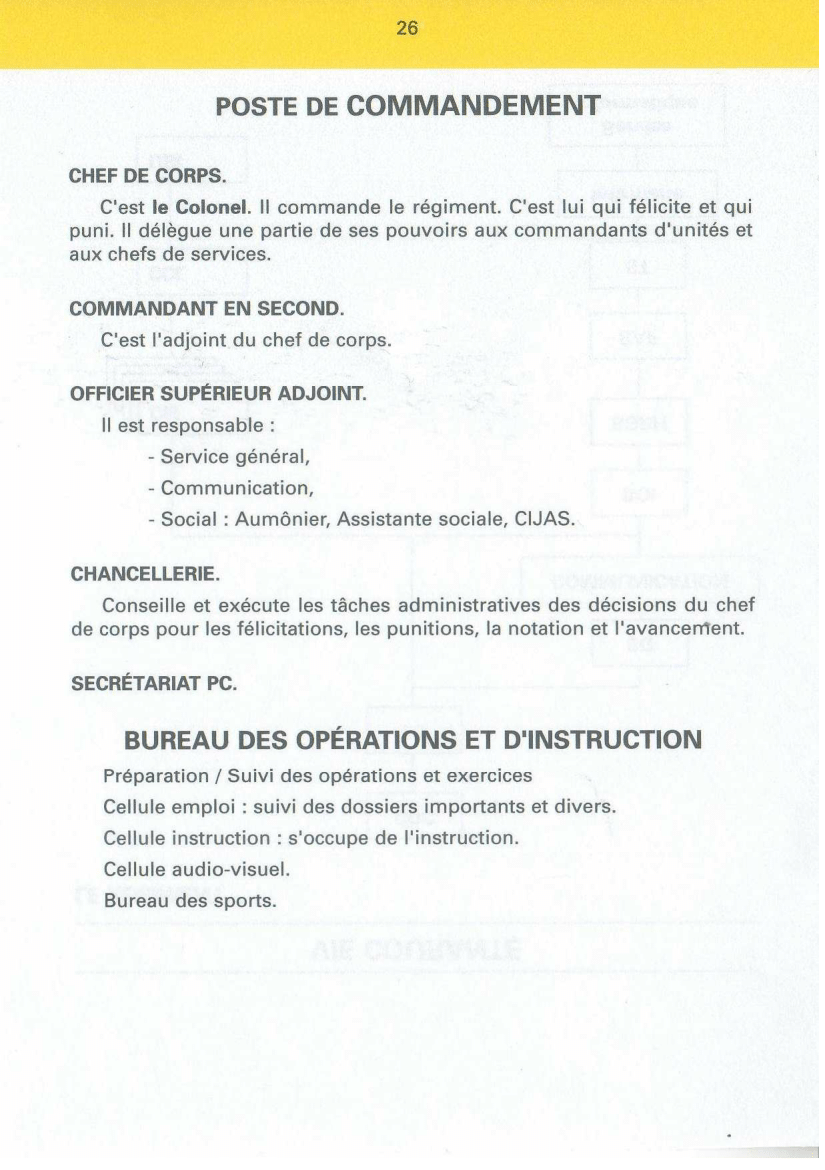 26
POSTE DE COMMANDEMENT
CHEF DE CORPS.
C'est le Colonel. Il commande le régiment. C'est lui qui félicite et qui
puni. Il délègue une partie de ses pouvoirs aux commandants d'unités et
aux chefs de services.
COMMANDANT EN SECOND.
C'est l'adjoint du chef de corps.
OFFICIER SUPÉRIEUR ADJOINT.
Il est responsable :
- Service général,
- Communication,
- Social : Aumônier, Assistante sociale, CIJAS.
CHANCELLERIE.
Conseille et exécute les tâches administratives des décisions du chef
de corps pour les félicitations, les punitions, la notation et l'avancement.
SECRÉTARIAT PC.
BUREAU DES OPÉRATIONS ET D'INSTRUCTION
Préparation / Suivi des opérations et exercices
Cellule emploi : suivi des dossiers importants et divers.
Cellule instruction : s'occupe de l'instruction.
Cellule audio-visuel.
Bureau des sports.